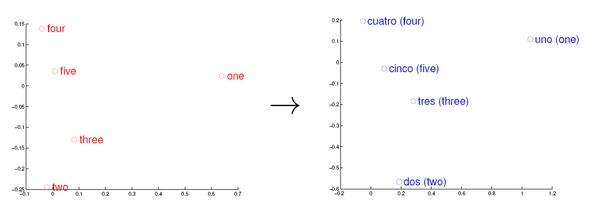 0.15
0.1
0.05
0
-0.05
-0.1
-0.15
-0.2
-0.25
-0.1 0 0.1 0.2 0.3 0.4 0.5 0.6 0.7
four
five
one
three
two
0.2
0.1
0
-0.1
-0.2
-0.3
-0.4
-0.5
-0.6
-0.2 0 0.2 0.4 0.6 0.8 1 1.2
cuatro (four)
uno (one)
cinco (five)
tres (three)
dos (two)